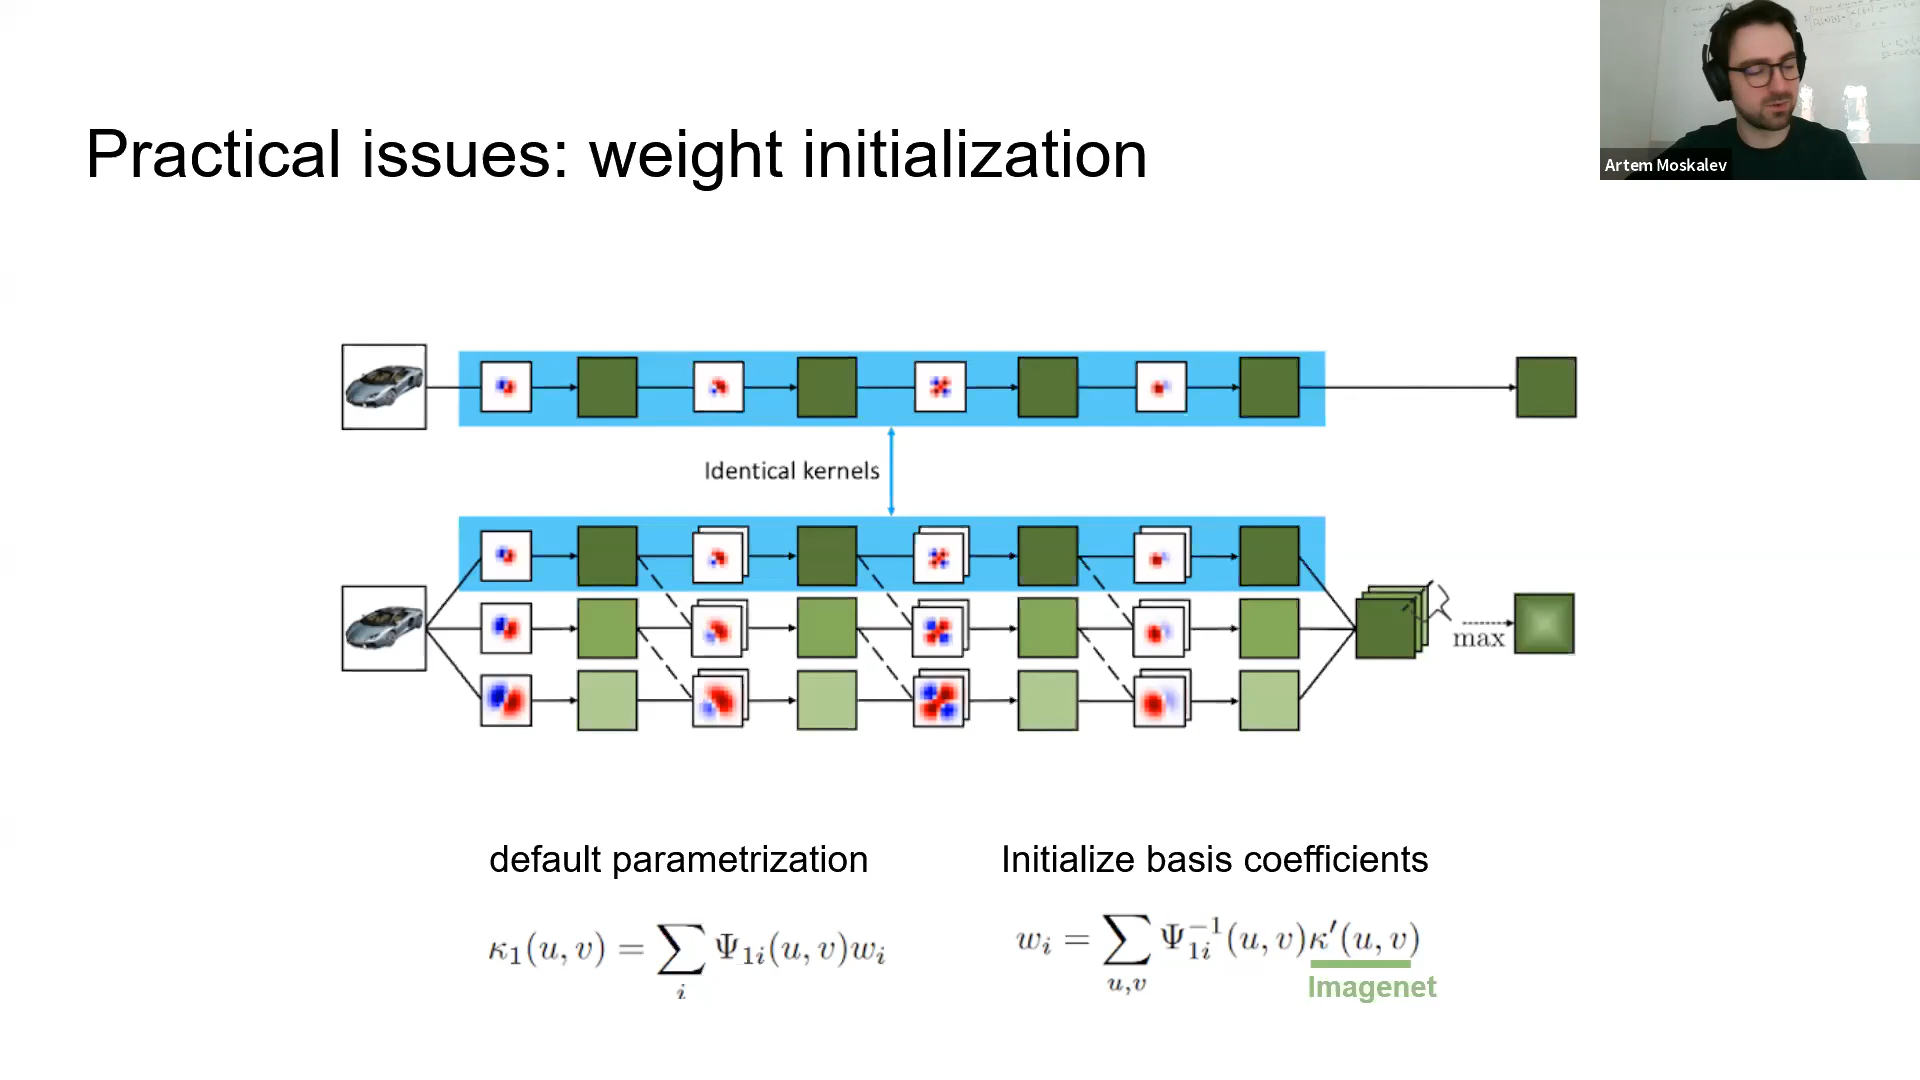 Practical issues: weight initialization
Artem Moskalev
Identical kernels
max
default parametrization
Initialize basis coefficients
κ₁(u, v) = ∑ᵢ Ψ₁ᵢ(u, v)wᵢ
wᵢ = ∑ᵤ,ᵥ Ψ₁ᵢ⁻¹(u, v)κ′(u, v)
Imagenet